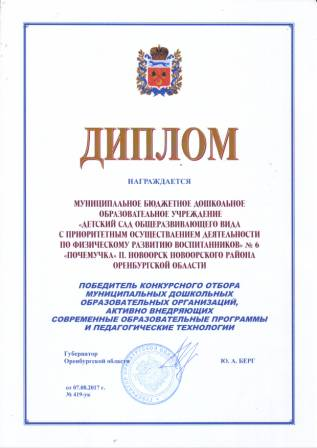 ДИПЛОМ
НАГРАЖДАЕТСЯ
МУНИЦИПАЛЬНОЕ БЮДЖЕТНОЕ ДОШКОЛЬНОЕ
ОБРАЗОВАТЕЛЬНОЕ УЧРЕЖДЕНИЕ
«ДЕТСКИЙ САД ОБЩЕРАЗВИВАЮЩЕГО ВИДА
С ПРИОРИТЕТНЫМ ОСУЩЕСТВЛЕНИЕМ ДЕЯТЕЛЬНОСТИ
ПО ФИЗИЧЕСКОМУ РАЗВИТИЮ ВОСПИТАННИКОВ» № 6
«ПОЧЕМУЧКА» П. НОВООРСК НОВООРСКОГО РАЙОНА
ОРЕНБУРГСКОЙ ОБЛАСТИ
ПОБЕДИТЕЛЬ КОНКУРСНОГО ОТБОРА
МУНИЦИПАЛЬНЫХ ДОШКОЛЬНЫХ
ОБРАЗОВАТЕЛЬНЫХ ОРГАНИЗАЦИЙ,
АКТИВНО ВНЕДРЯЮЩИХ
СОВРЕМЕННЫЕ ОБРАЗОВАТЕЛЬНЫЕ ПРОГРАММЫ
И ПЕДАГОГИЧЕСКИЕ ТЕХНОЛОГИИ
Губернатор
Оренбургской области Ю. А. БЕРГ
от 07.08.2017 г.
№ 419-ук